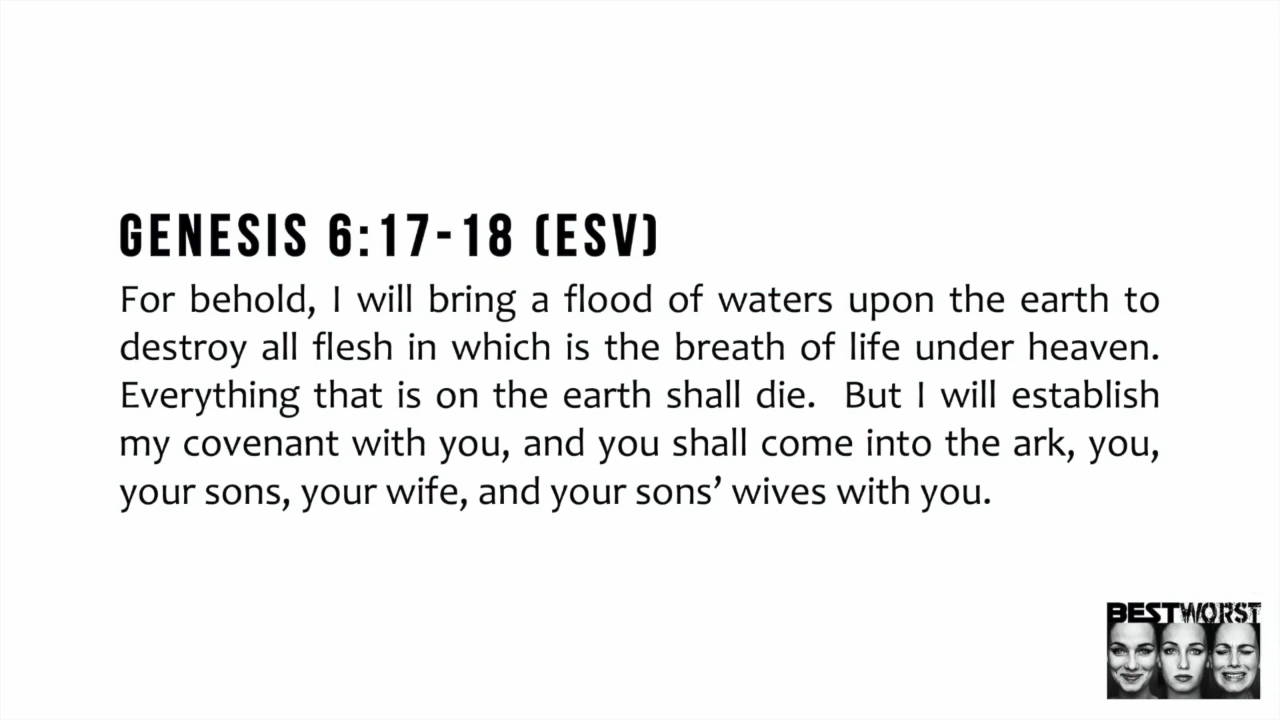 GENESIS 6:17-18 (ESV)
For behold, I will bring a flood of waters upon the earth to
destroy all flesh in which is the breath of life under heaven.
Everything that is on the earth shall die.  But I will establish
my covenant with you, and you shall come into the ark, you,
your sons, your wife, and your sons’ wives with you.
BESTWORST